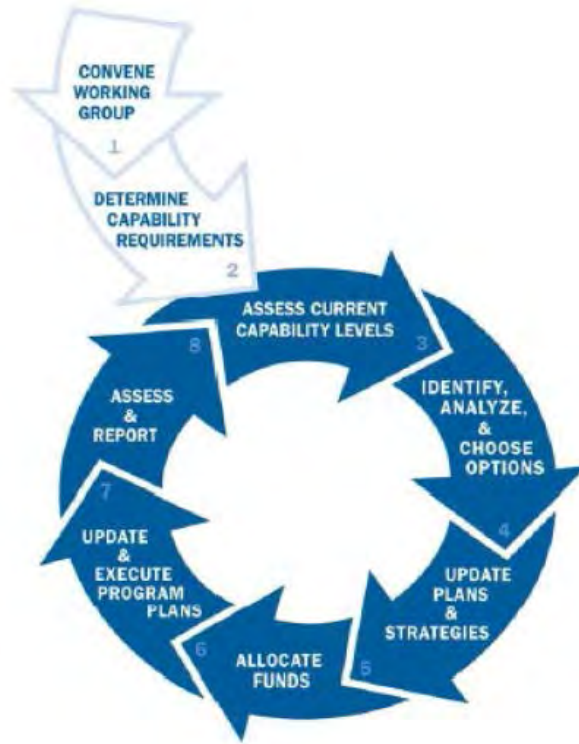 CONVENE
WORKING
GROUP
1
DETERMINE
CAPABILITY
REQUIREMENTS
2
ASSESS CURRENT
CAPABILITY LEVELS
3
IDENTIFY,
ANALYZE,
&
CHOOSE
OPTIONS
4
UPDATE
PLANS
&
STRATEGIES
5
ALLOCATE
FUNDS
6
UPDATE
&
EXECUTE
PROGRAM
PLANS
7
ASSESS
&
REPORT
8